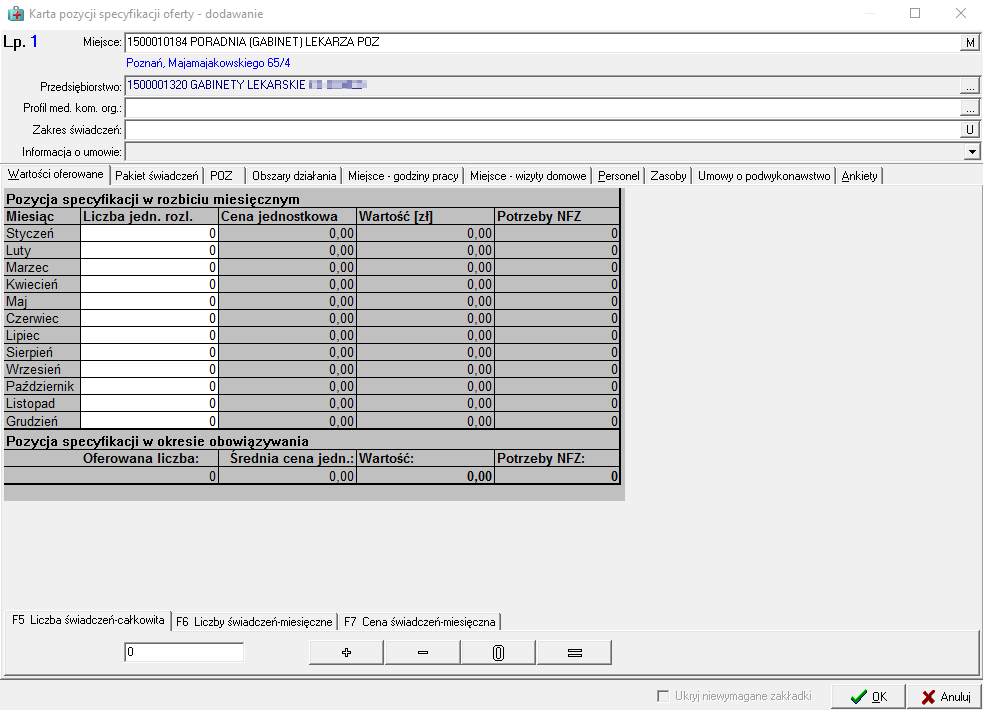 Karta pozycji specyfikacji oferty - dodawanie
Lp. 1 Miejsce: 1500010184 PORADNIA (GABINET) LEKARZA POZ M
Poznań, Majamajakowskiego 65/4
Przedsiębiorstwo: 1500001320 GABINETY LEKARSKIE ...
Profil med. kom. org.: ...
Zakres świadczeń: U
Informacja o umowie:
Wartości oferowane Pakiet świadczeń POZ Obszary działania Miejsce - godziny pracy Miejsce - wizyty domowe Personel Zasoby Umowy o podwykonawstwo Ankiety
Pozycja specyfikacji w rozbiciu miesięcznym
Miesiąc Liczba jedn. rozl. Cena jednostkowa Wartość [zł] Potrzeby NFZ
Styczeń 0 0,00 0,00 0
Luty 0 0,00 0,00 0
Marzec 0 0,00 0,00 0
Kwiecień 0 0,00 0,00 0
Maj 0 0,00 0,00 0
Czerwiec 0 0,00 0,00 0
Lipiec 0 0,00 0,00 0
Sierpień 0 0,00 0,00 0
Wrzesień 0 0,00 0,00 0
Październik 0 0,00 0,00 0
Listopad 0 0,00 0,00 0
Grudzień 0 0,00 0,00 0
Pozycja specyfikacji w okresie obowiązywania
Oferowana liczba: Średnia cena jedn.: Wartość: Potrzeby NFZ:
0 0,00 0,00 0
F5 Liczba świadczeń-całkowita F6 Liczby świadczeń-miesięczne F7 Cena świadczeń-miesięczna
0 + - 0 =
Ukryj niewymagane zakładki OK Anuluj